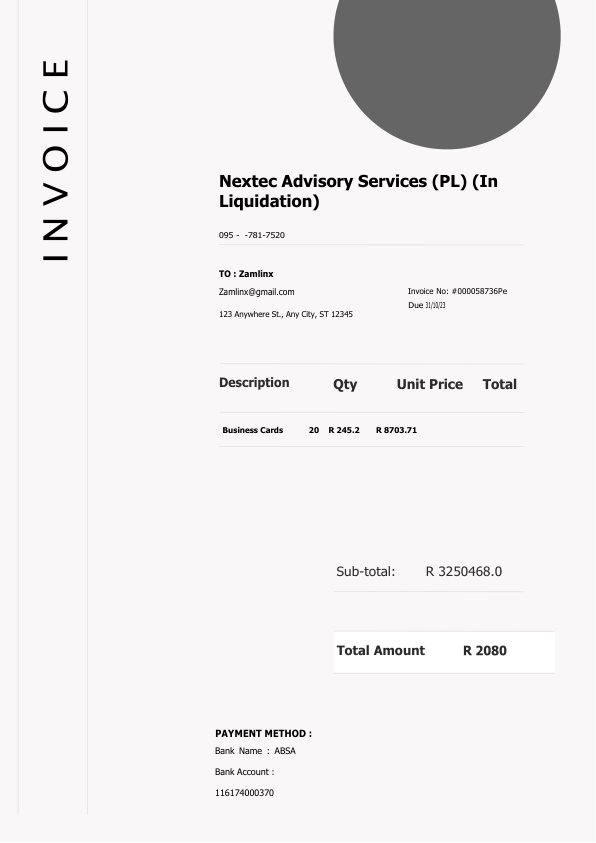 INVOICE
Nextec Advisory Services (PL) (In
Liquidation)
095 - -781-7520
TO : Zamlinx
Zamlinx@gmail.com
Invoice No: #000058736Pe
Due 31/10/23
123 Anywhere St., Any City, ST 12345
Description Qty Unit Price Total
Business Cards 20 R 245.2 R 8703.71
Sub-total: R 3250468.0
Total Amount R 2080
PAYMENT METHOD :
Bank Name : ABSA
Bank Account :
116174000370